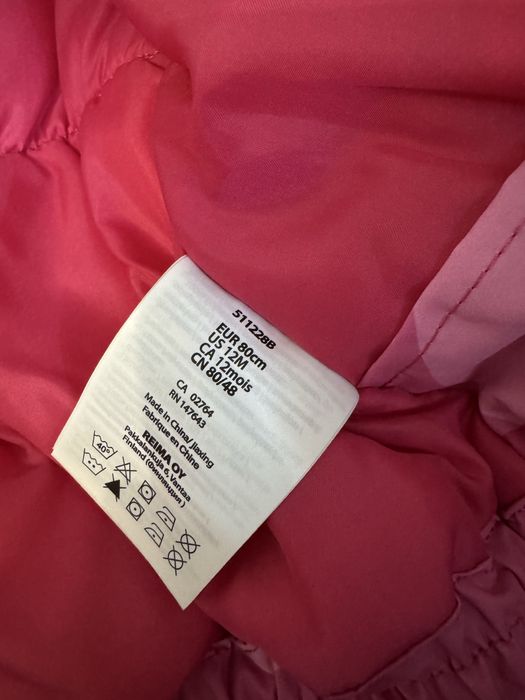 511228B
EUR 80cm
US 12M
CA 12mois
CN 80/48
CA 02764
RN 147643
Made in China/Jiaxing
Fabrique en Chine
REIMA OY
Pakkalankuja 6, Vantaa
Finland (Финляндия)
40°